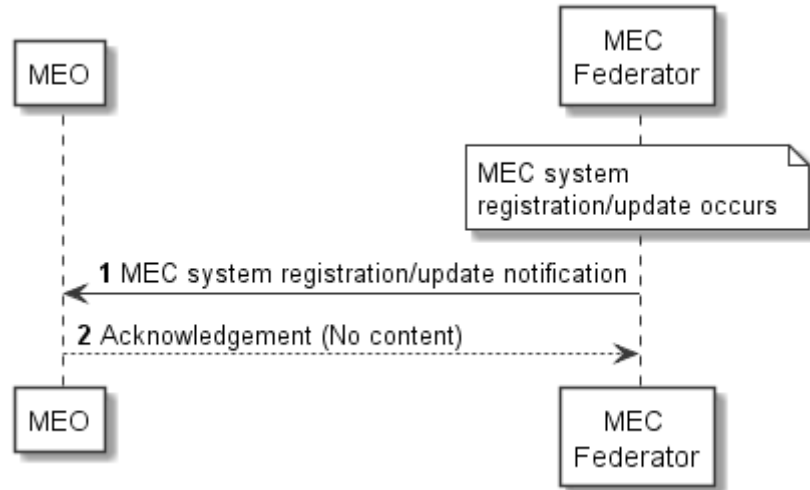 MEO
MEC
Federator
MEC system
registration/update occurs
1 MEC system registration/update notification
2 Acknowledgement (No content)
MEO
MEC
Federator